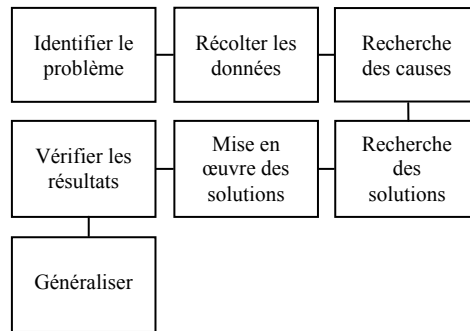 Identifier le
problème
Récolter les
données
Recherche
des causes
Recherche
des
solutions
Mise en
œuvre des
solutions
Vérifier les
résultats
Généraliser